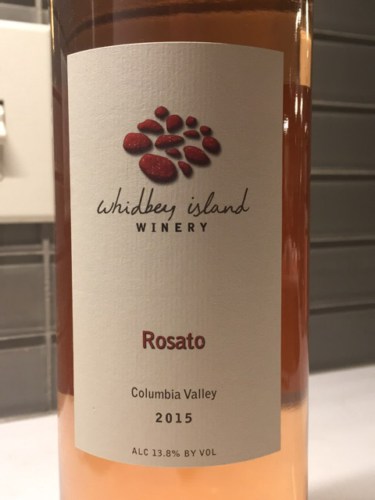 whidbey island
WINERY
Rosato
Columbia Valley
2015
ALC 13.8% BY VOL